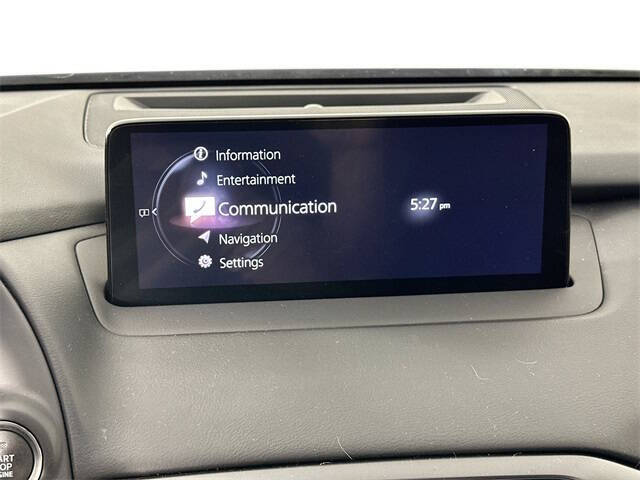 Information
Entertainment
Communication
5:27 pm
Navigation
Settings